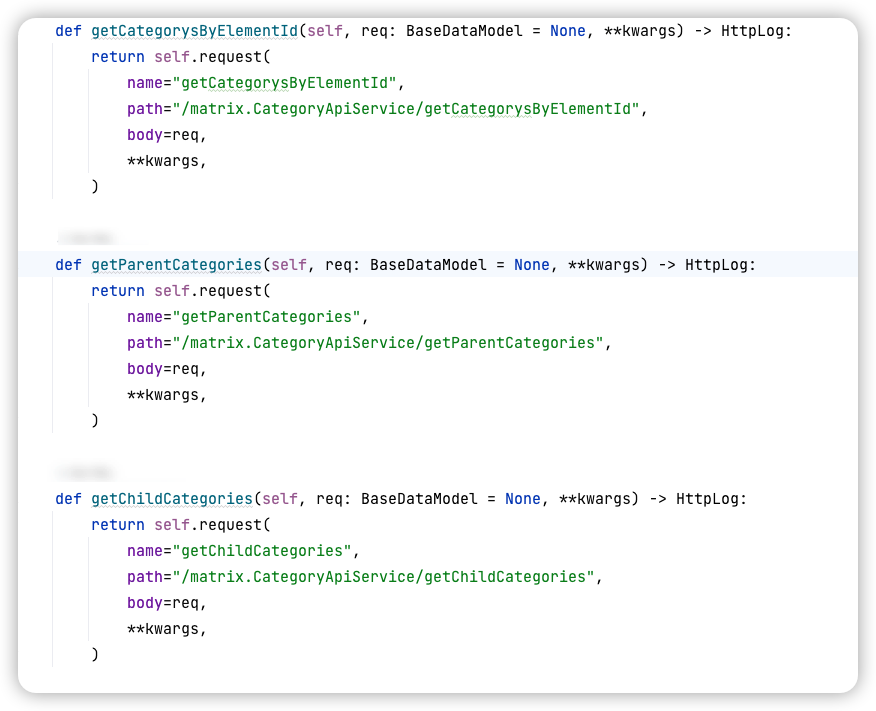 def getCategorysByElementId(self, req: BaseDataModel = None, **kwargs) -> HttpLog:
return self.request(
name="getCategorysByElementId",
path="/matrix.CategoryApiService/getCategorysByElementId",
body=req,
**kwargs,
)
def getParentCategories(self, req: BaseDataModel = None, **kwargs) -> HttpLog:
return self.request(
name="getParentCategories",
path="/matrix.CategoryApiService/getParentCategories",
body=req,
**kwargs,
)
def getChildCategories(self, req: BaseDataModel = None, **kwargs) -> HttpLog:
return self.request(
name="getChildCategories",
path="/matrix.CategoryApiService/getChildCategories",
body=req,
**kwargs,
)